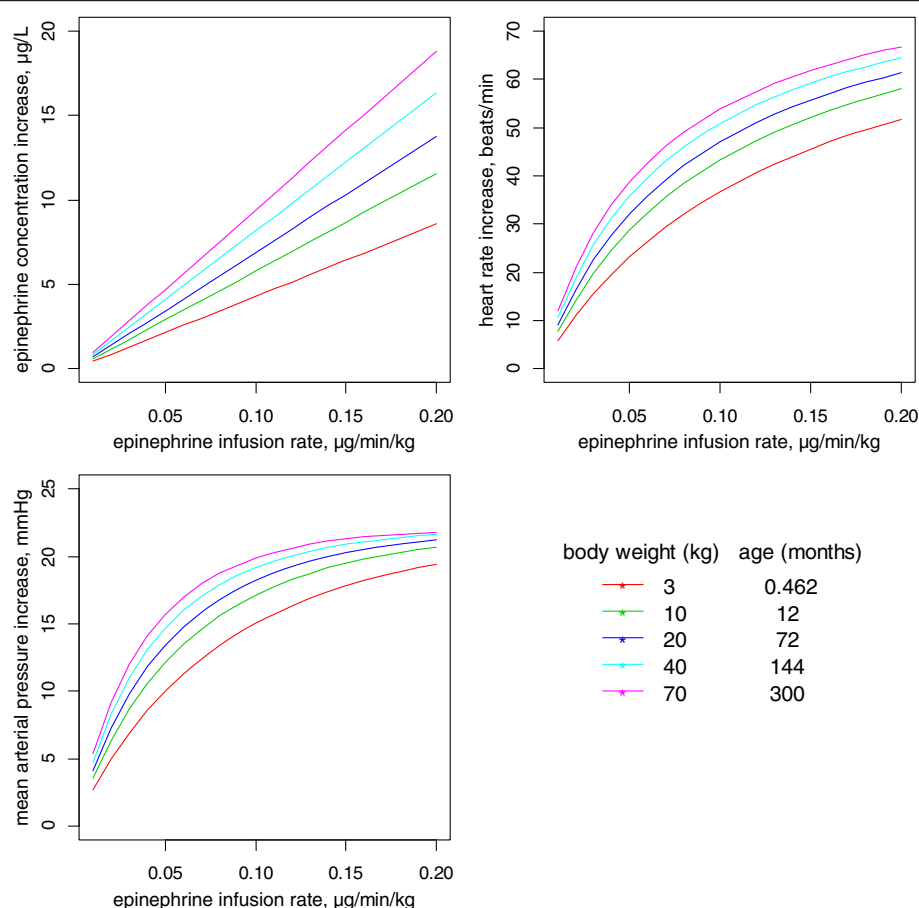 epinephrine concentration increase, µg/L
20
15
10
5
0
0.05 0.10 0.15 0.20
epinephrine infusion rate, µg/min/kg
heart rate increase, beats/min
70
60
50
40
30
20
10
0
0.05 0.10 0.15 0.20
epinephrine infusion rate, µg/min/kg
mean arterial pressure increase, mmHg
25
20
15
10
5
0
0.05 0.10 0.15 0.20
epinephrine infusion rate, µg/min/kg
body weight (kg) age (months)
3 0.462
10 12
20 72
40 144
70 300